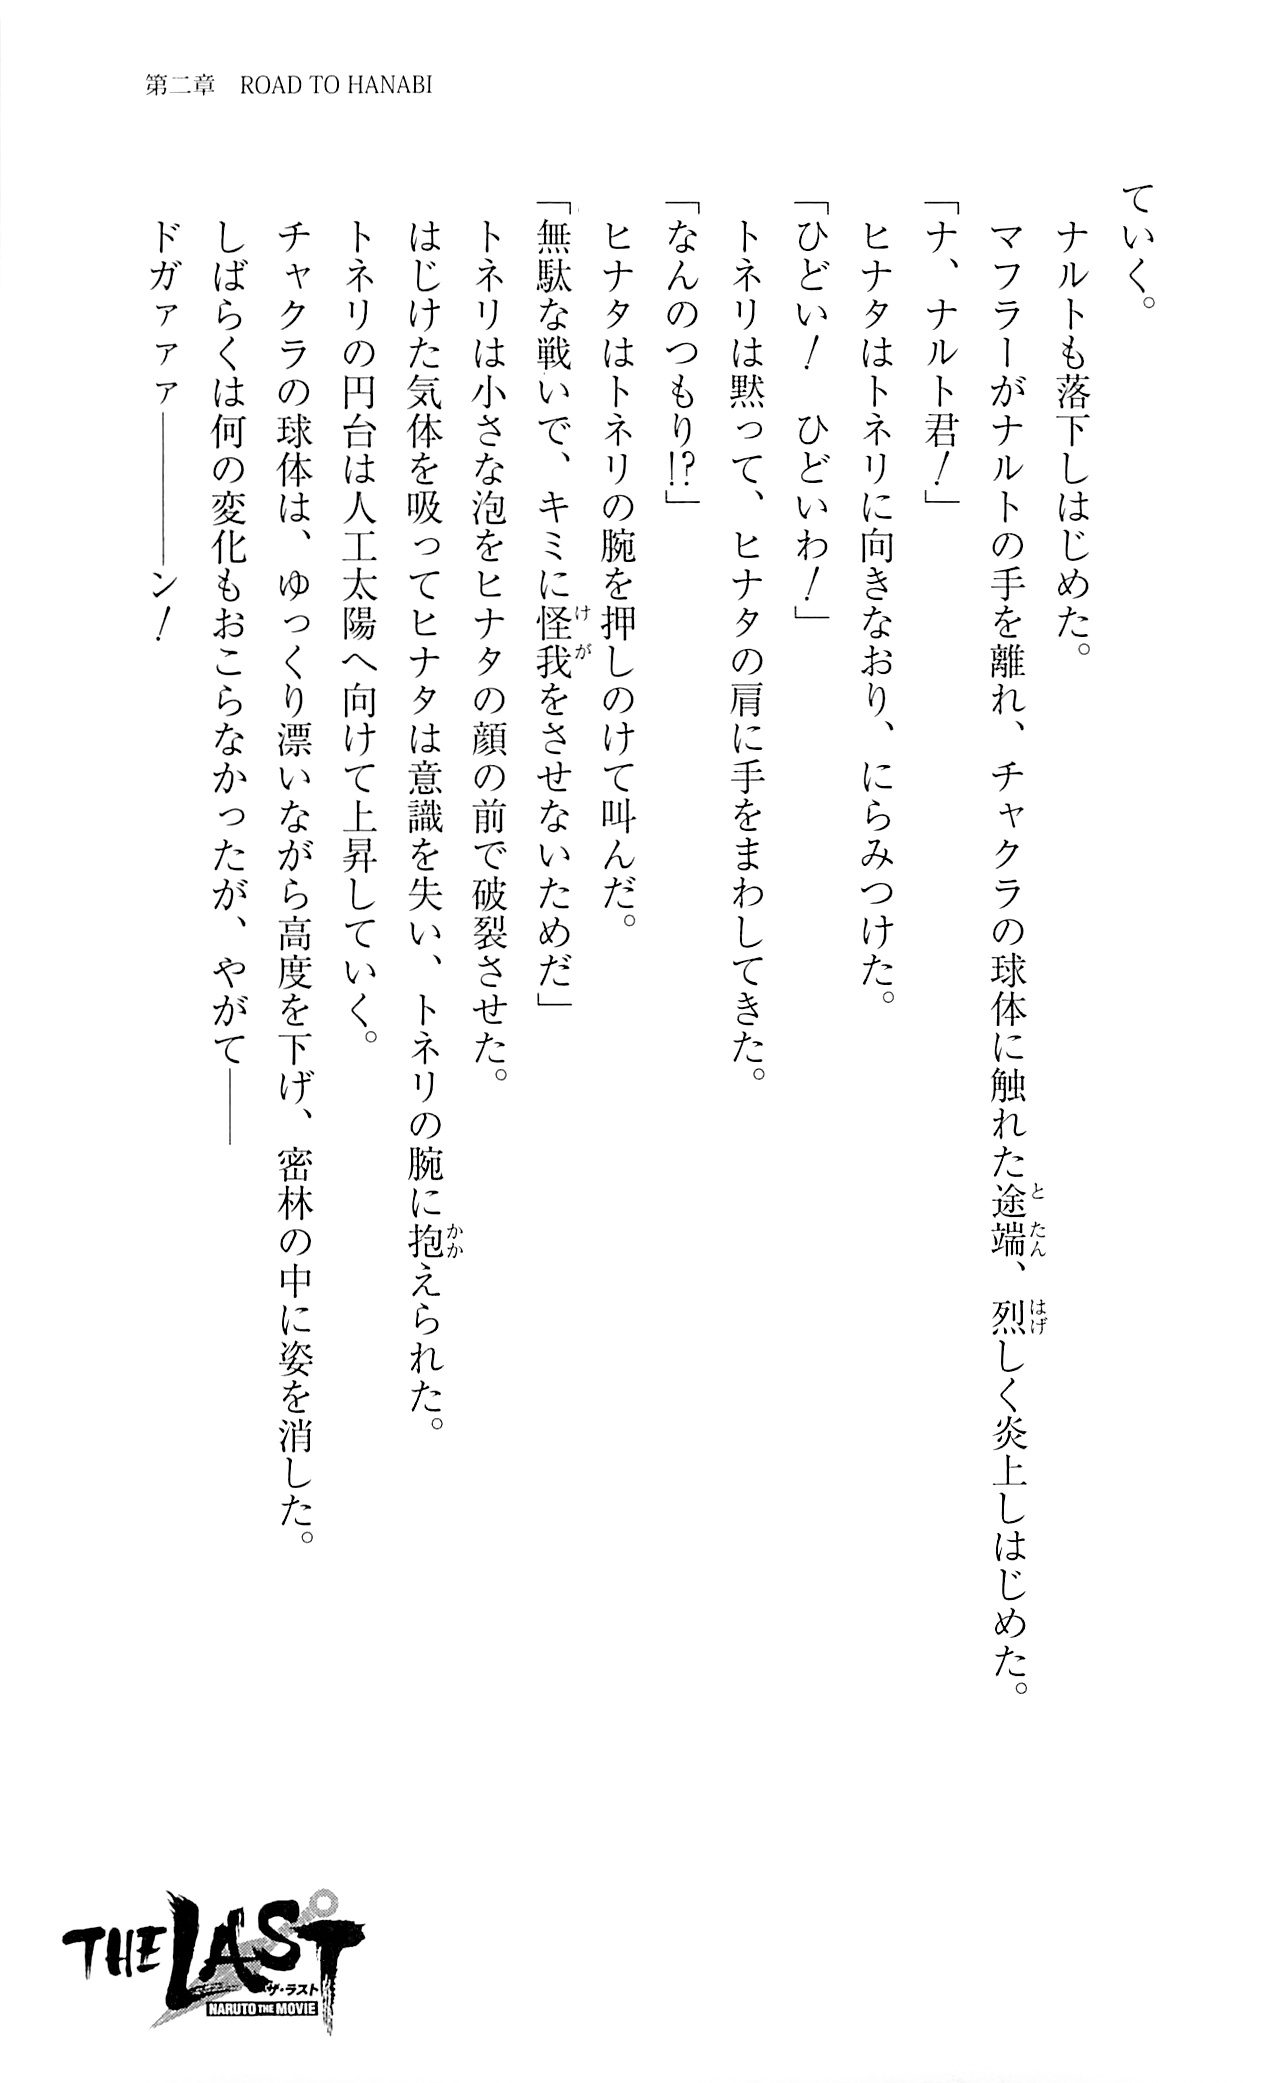 第二章 ROAD TO HANABI
ていく。
ナルトも落下しはじめた。
マフラーがナルトの手を離れ、チャクラの球体に触れた途端、烈しく炎上しはじめた。
「ナ、ナルト君！」
ヒナタはトネリに向きなおり、にらみつけた。
「ひどい！　ひどいわ！」
トネリは黙って、ヒナタの肩に手をまわしてきた。
「なんのつもり!?」
ヒナタはトネリの腕を押しのけて叫んだ。
「無駄な戦いで、キミに怪我をさせないためだ」
トネリは小さな泡をヒナタの顔の前で破裂させた。
はじけた気体を吸ってヒナタは意識を失い、トネリの腕に抱えられた。
トネリの円台は人工太陽へ向けて上昇していく。
チャクラの球体は、ゆっくり漂いながら高度を下げ、密林の中に姿を消した。
しばらくは何の変化もおこらなかったが、やがて――
ドガァァァ――――ン！
THE LAST
ザ・ラスト
NARUTO THE MOVIE